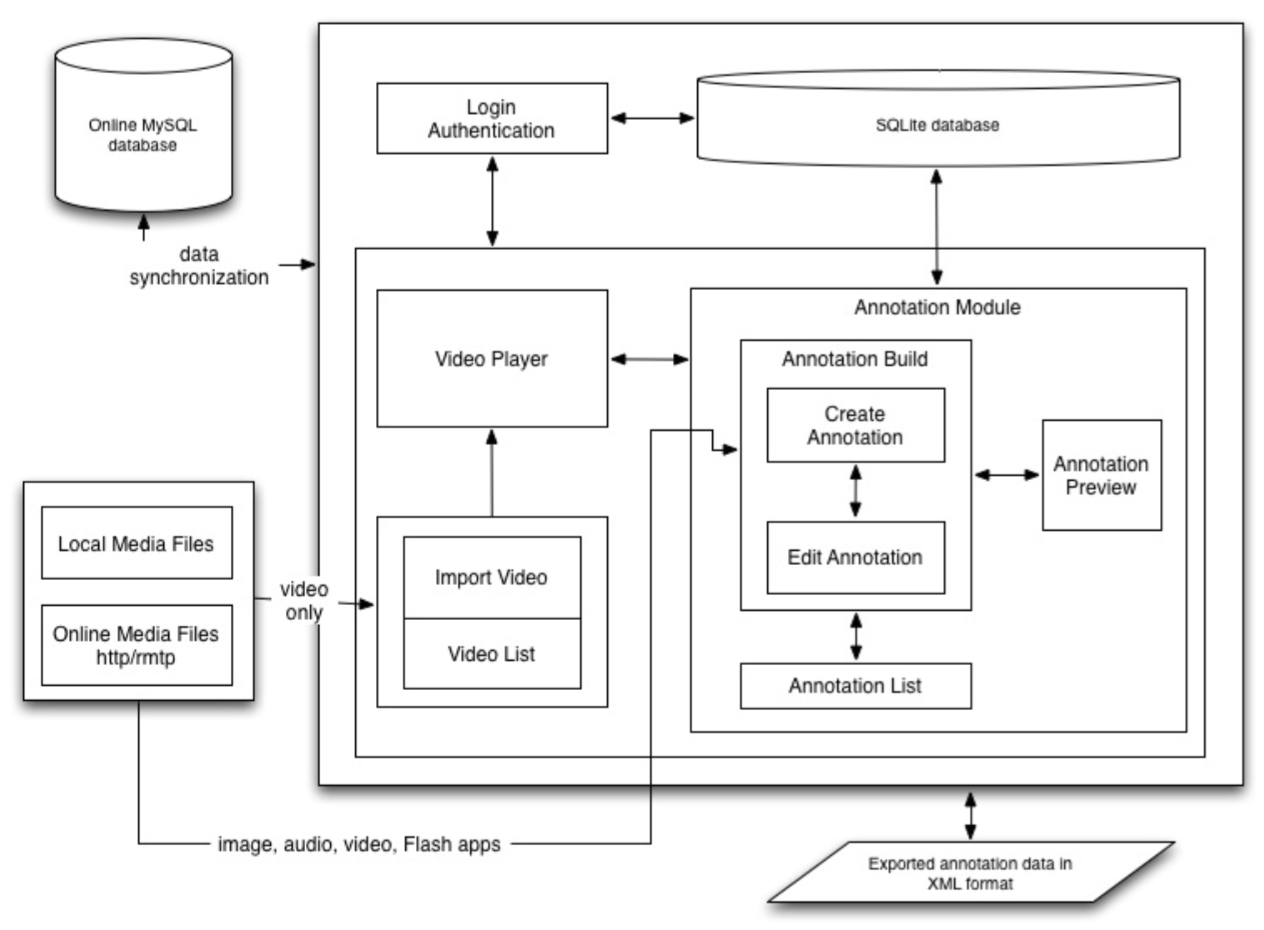 Online MySQL
database
Login
Authentication
SQLite database
data
synchronization
Video Player
Annotation Module
Annotation Build
Create
Annotation
Edit Annotation
Annotation
Preview
Annotation List
Local Media Files
Online Media Files
http/rmtp
video
only
Import Video
Video List
image, audio, video, Flash apps
Exported annotation data in
XML format